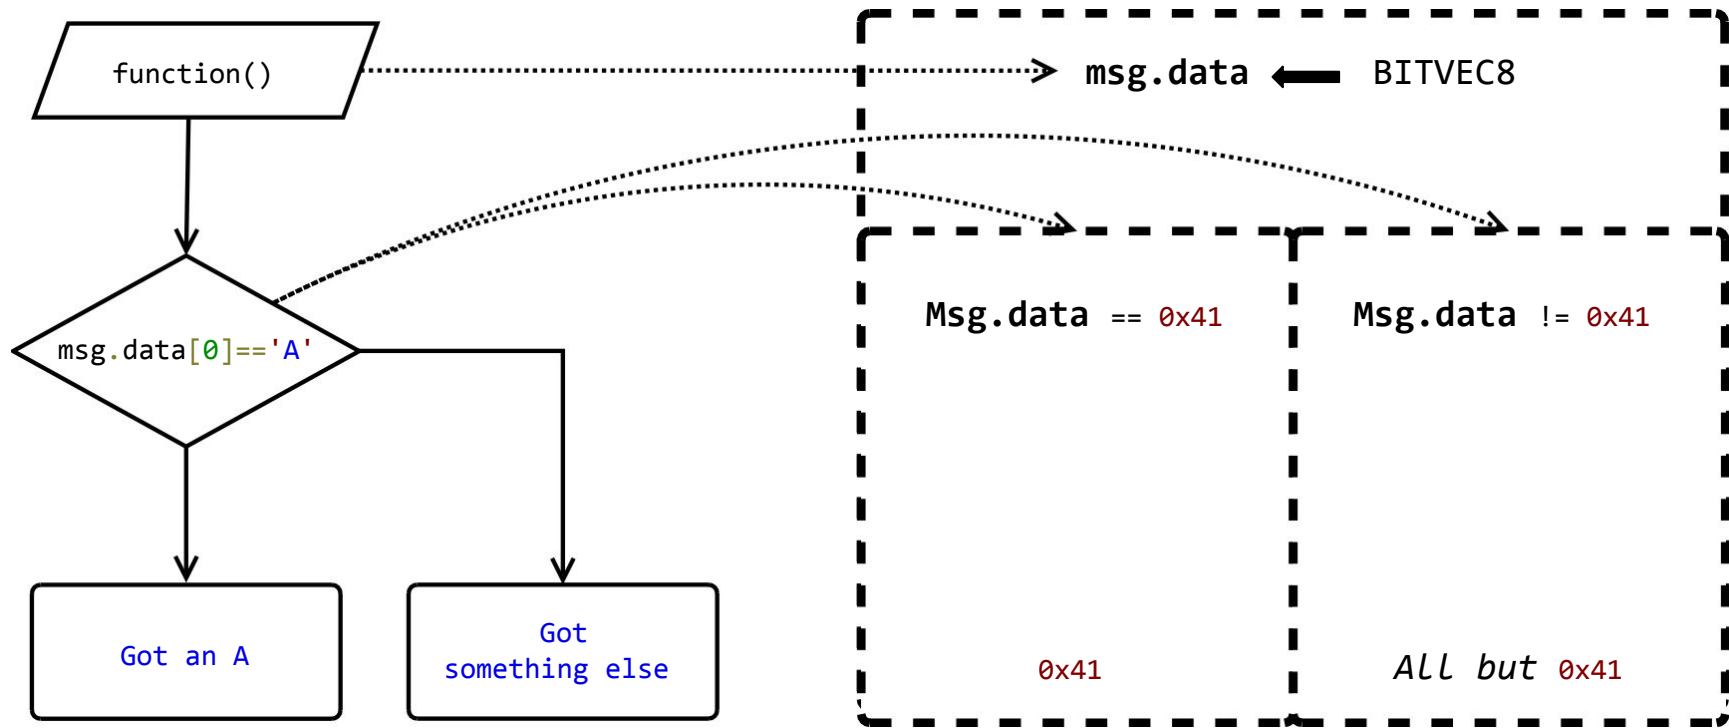 function()
msg.data BITVEC8
msg.data[0]=='A'
Msg.data == 0x41
Msg.data != 0x41
Got an A
Got
something else
0x41
All but 0x41